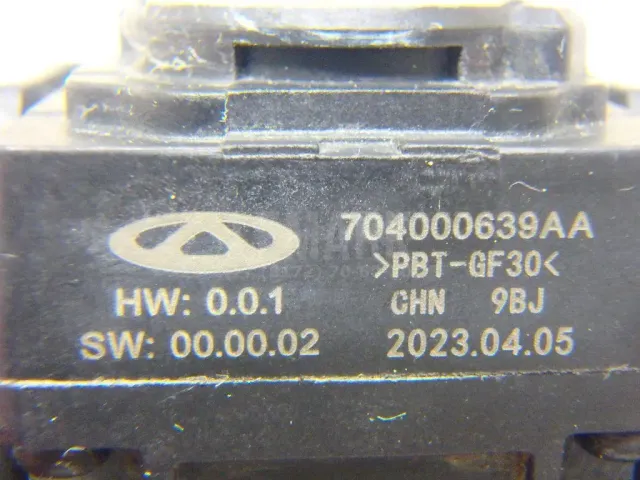 704000639AA
>PBT-GF30<
HW: 0.0.1
CHN 9BJ
SW: 00.00.02
2023.04.05